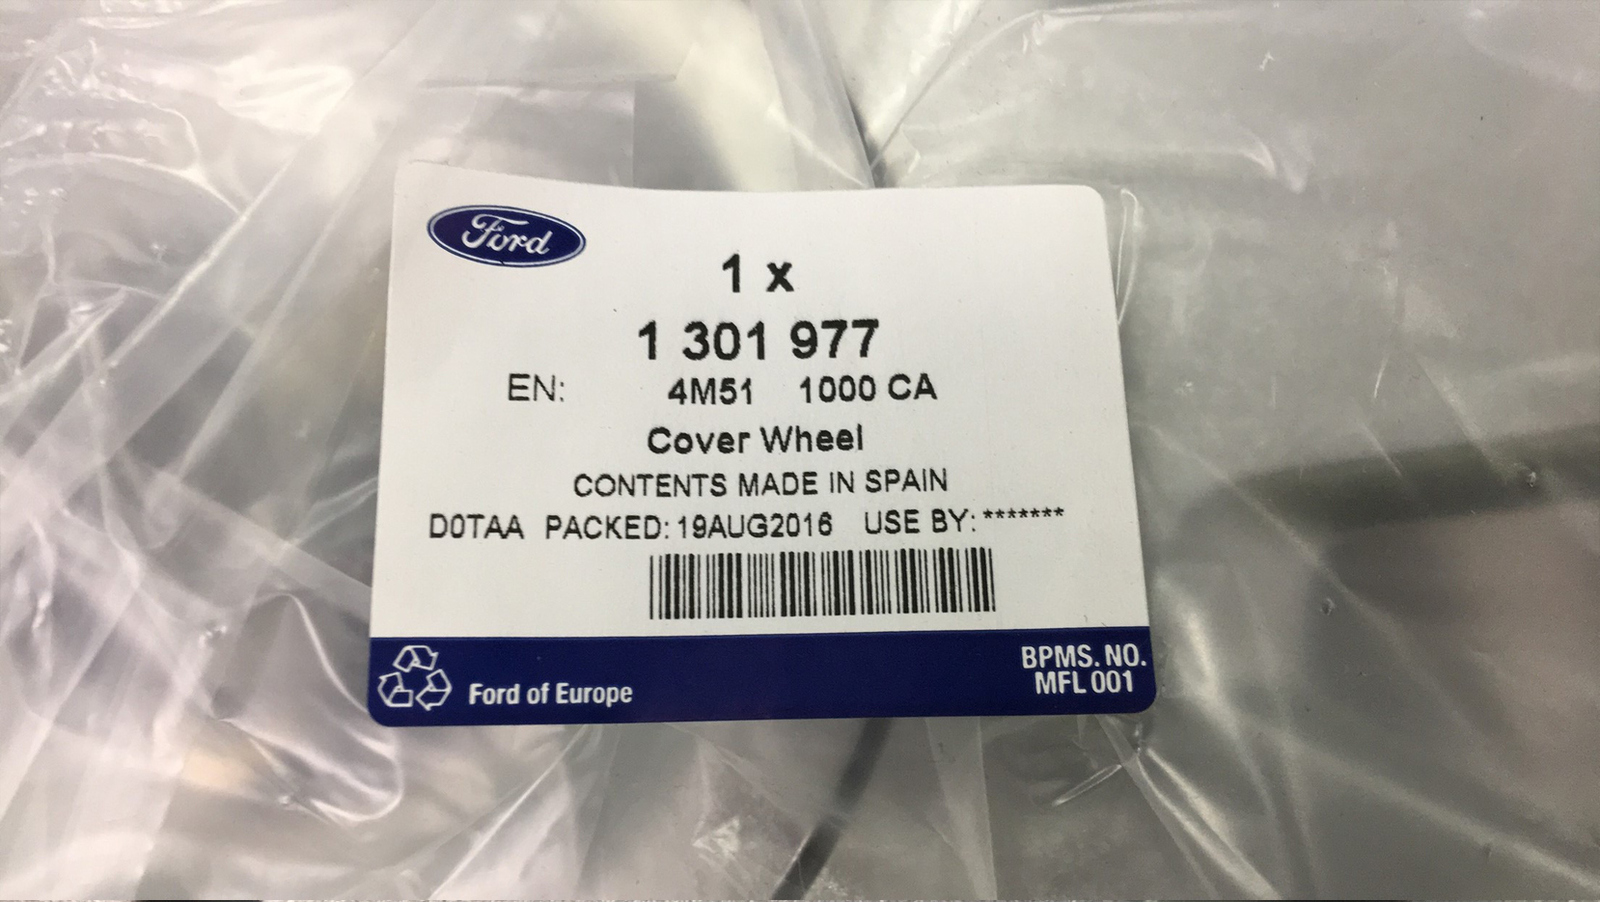 Ford
1 x
1 301 977
EN: 4M51 1000 CA
Cover Wheel
CONTENTS MADE IN SPAIN
D0TAA PACKED: 19AUG2016 USE BY: *******
Ford of Europe
BPMS. NO.
MFL 001